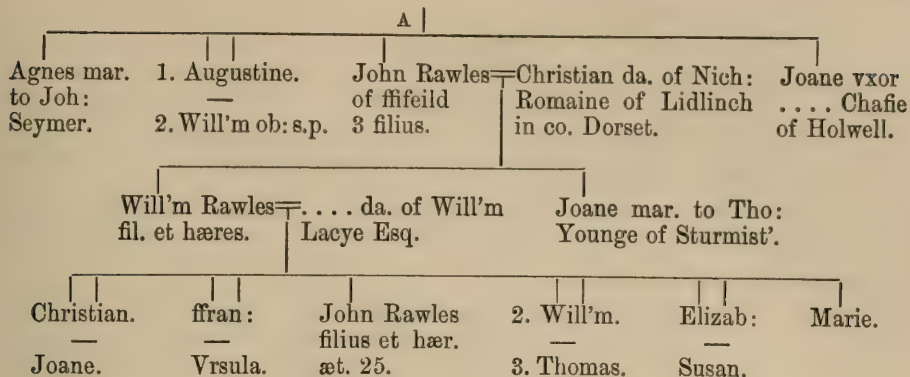 A
Agnes mar. to Joh: Seymer.
1. Augustine.
—
2. Will'm ob: s.p.
John Rawles of ffifeild 3 filius.
Christian da. of Nich: Romaine of Lidlinch in co. Dorset.
Joane vxor .... Chafie of Holwell.
Will'm Rawles fil. et hæres.
.... da. of Will'm Lacye Esq.
Joane mar. to Tho: Younge of Sturmist'.
Christian.
—
Joane.
ffran:
—
Vrsula.
John Rawles filius et hær. æt. 25.
2. Will'm.
—
3. Thomas.
Elizab:
—
Susan.
Marie.